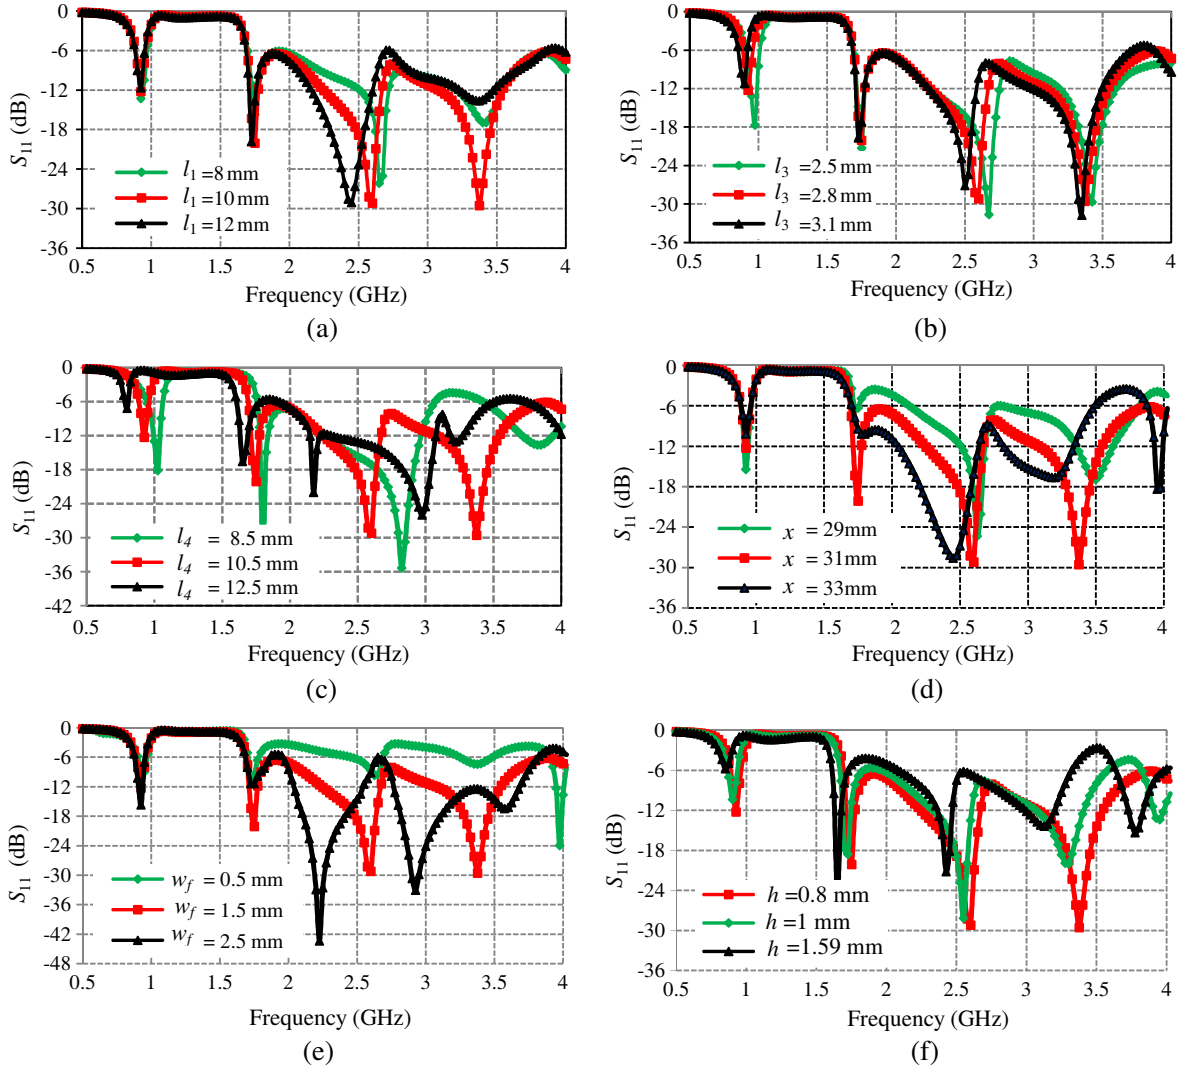 0
-6
-12
-18
-24
-30
-36
S11 (dB)
l1 =8 mm
l1 =10 mm
l1 =12 mm
0.5 1 1.5 2 2.5 3 3.5 4
Frequency (GHz)
(a)
0
-6
-12
-18
-24
-30
-36
S11 (dB)
l3 =2.5 mm
l3 =2.8 mm
l3 =3.1 mm
0.5 1 1.5 2 2.5 3 3.5 4
Frequency (GHz)
(b)
0
-6
-12
-18
-24
-30
-36
-42
S11 (dB)
l4 = 8.5 mm
l4 = 10.5 mm
l4 = 12.5 mm
0.5 1 1.5 2 2.5 3 3.5 4
Frequency (GHz)
(c)
0
-6
-12
-18
-24
-30
-36
S11 (dB)
x = 29mm
x = 31mm
x = 33mm
0.5 1 1.5 2 2.5 3 3.5 4
Frequency (GHz)
(d)
0
-6
-12
-18
-24
-30
-36
-42
-48
S11 (dB)
wf = 0.5 mm
wf = 1.5 mm
wf = 2.5 mm
0.5 1 1.5 2 2.5 3 3.5 4
Frequency (GHz)
(e)
0
-6
-12
-18
-24
-30
-36
S11 (dB)
h =0.8 mm
h =1 mm
h =1.59 mm
0.5 1 1.5 2 2.5 3 3.5 4
Frequency (GHz)
(f)